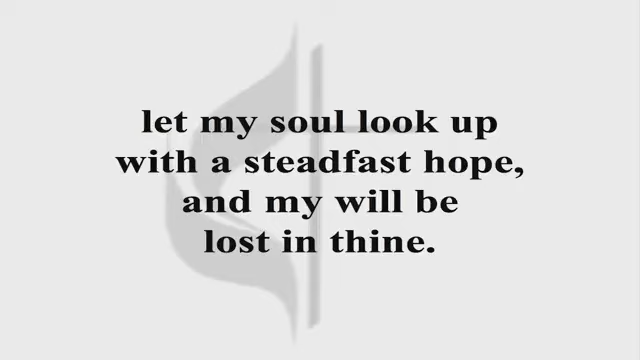 let my soul look up
with a steadfast hope,
and my will be
lost in thine.